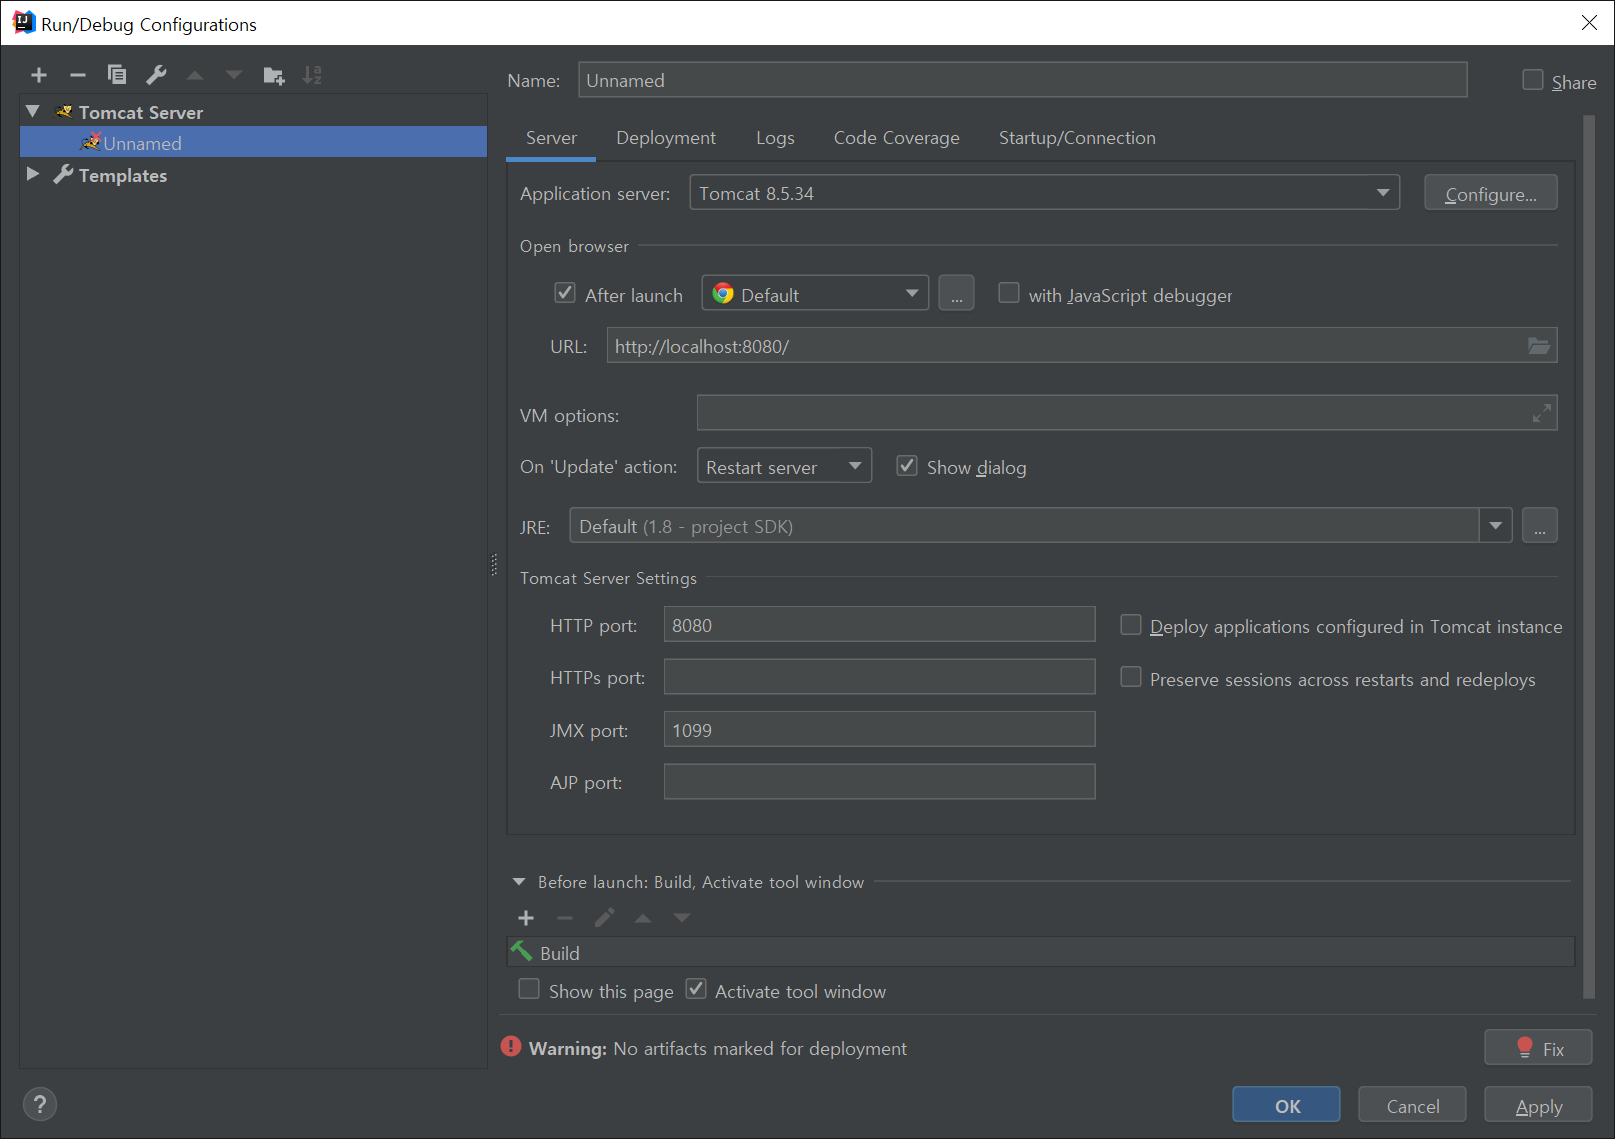 Run/Debug Configurations
Name: Unnamed
Share
Tomcat Server
Unnamed
Templates
Server Deployment Logs Code Coverage Startup/Connection
Application server: Tomcat 8.5.34 Configure...
Open browser
After launch Default ... with JavaScript debugger
URL: http://localhost:8080/
VM options:
On 'Update' action: Restart server Show dialog
JRE: Default (1.8 - project SDK) ...
Tomcat Server Settings
HTTP port: 8080 Deploy applications configured in Tomcat instance
HTTPs port: Preserve sessions across restarts and redeploys
JMX port: 1099
AJP port:
Before launch: Build, Activate tool window
Build
Show this page Activate tool window
Warning: No artifacts marked for deployment Fix
? OK Cancel Apply